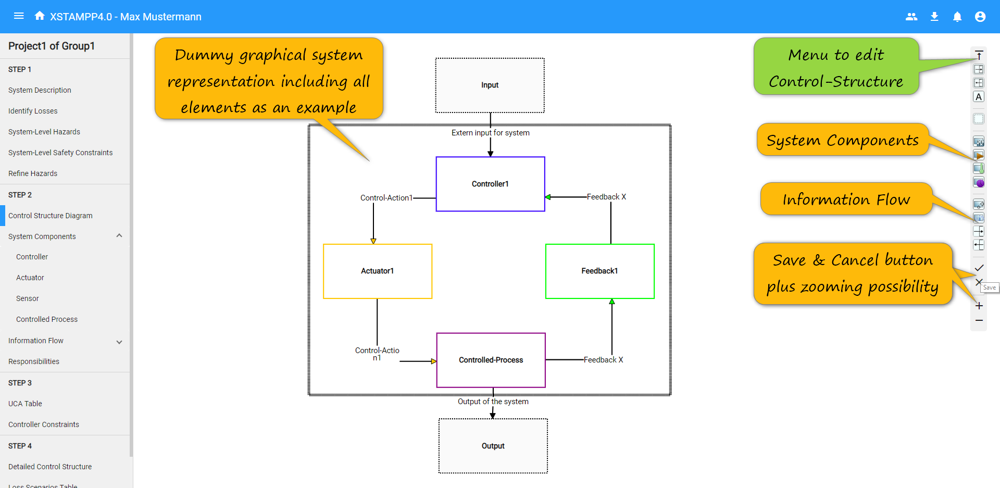 XSTAMPP4.0 - Max Mustermann
Project1 of Group1
STEP 1
System Description
Identify Losses
System-Level Hazards
System-Level Safety Constraints
Refine Hazards
STEP 2
Control Structure Diagram
System Components
Controller
Actuator
Sensor
Controlled Process
Information Flow
Responsibilities
STEP 3
UCA Table
Controller Constraints
STEP 4
Detailed Control Structure
Loss Scenarios Table
Dummy graphical system
representation including all
elements as an example
Input
Extern input for system
Controller1
Control-Action1
Feedback X
Actuator1
Feedback1
Control-Actio
n1
Controlled-Process
Feedback X
Output of the system
Output
Menu to edit
Control-Structure
System Components
Information Flow
Save & Cancel button
plus zooming possibility
A
Save